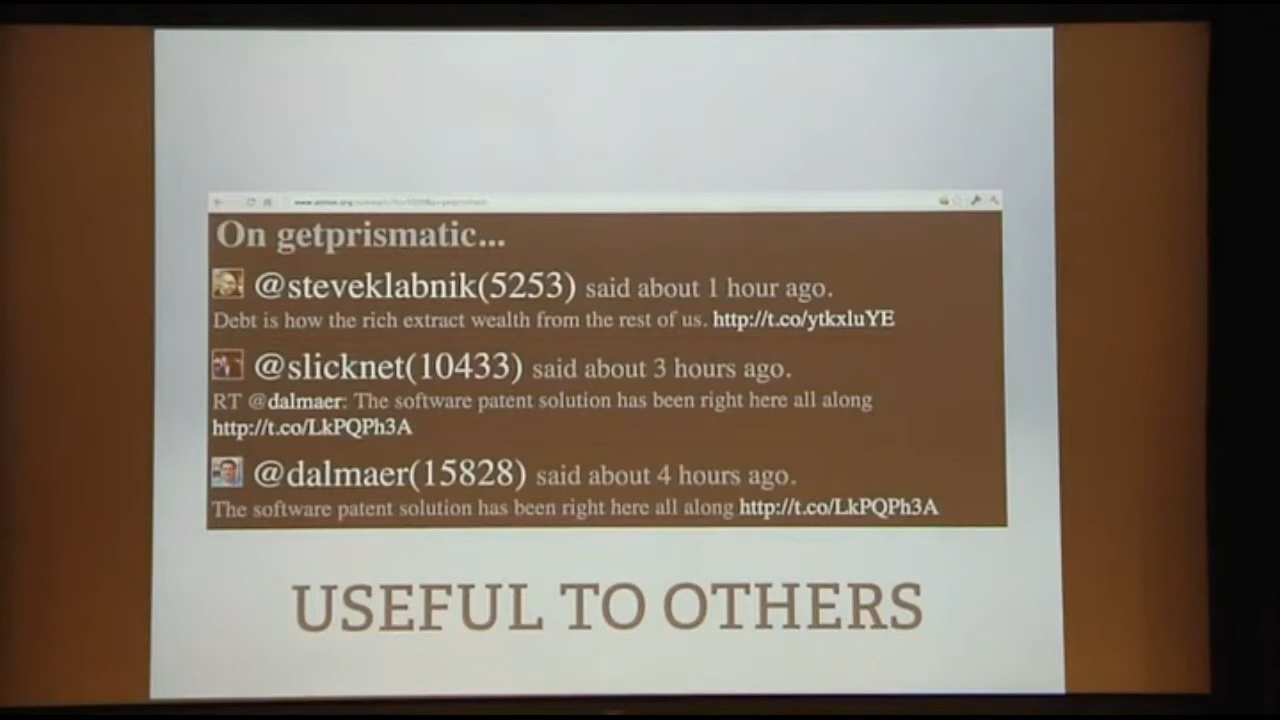 On getprismatic...
@steveklabnik(5253) said about 1 hour ago.
Debt is how the rich extract wealth from the rest of us. http://t.co/ytkxluYE
@slicknet(10433) said about 3 hours ago.
RT @dalmaer: The software patent solution has been right here all along
http://t.co/LkPQPh3A
@dalmaer(15828) said about 4 hours ago.
The software patent solution has been right here all along http://t.co/LkPQPh3A
USEFUL TO OTHERS